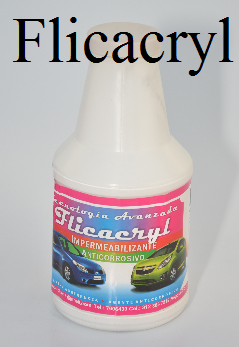 Flicacryl
Tecnología Avanzada
Flicacryl
IMPERMEABILIZANTE
ANTICORROSIVO